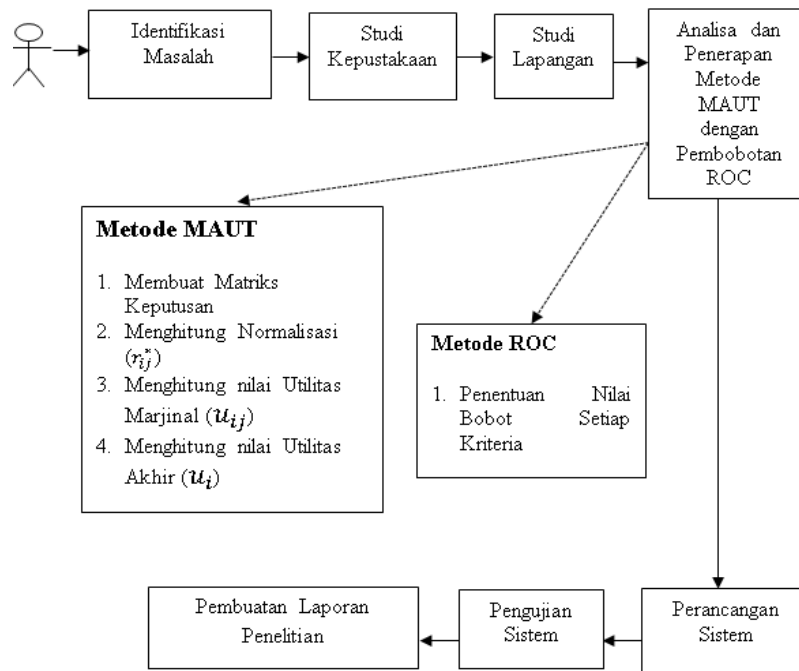 Identifikasi
Masalah
Studi
Kepustakaan
Studi
Lapangan
Analisa dan
Penerapan
Metode
MAUT
dengan
Pembobotan
ROC
Metode MAUT
1. Membuat Matriks
Keputusan
2. Menghitung Normalisasi
(r*ij)
3. Menghitung nilai Utilitas
Marjinal (uij)
4. Menghitung nilai Utilitas
Akhir (ui)
Metode ROC
1. Penentuan Nilai
Bobot Setiap
Kriteria
Pembuatan Laporan
Penelitian
Pengujian
Sistem
Perancangan
Sistem